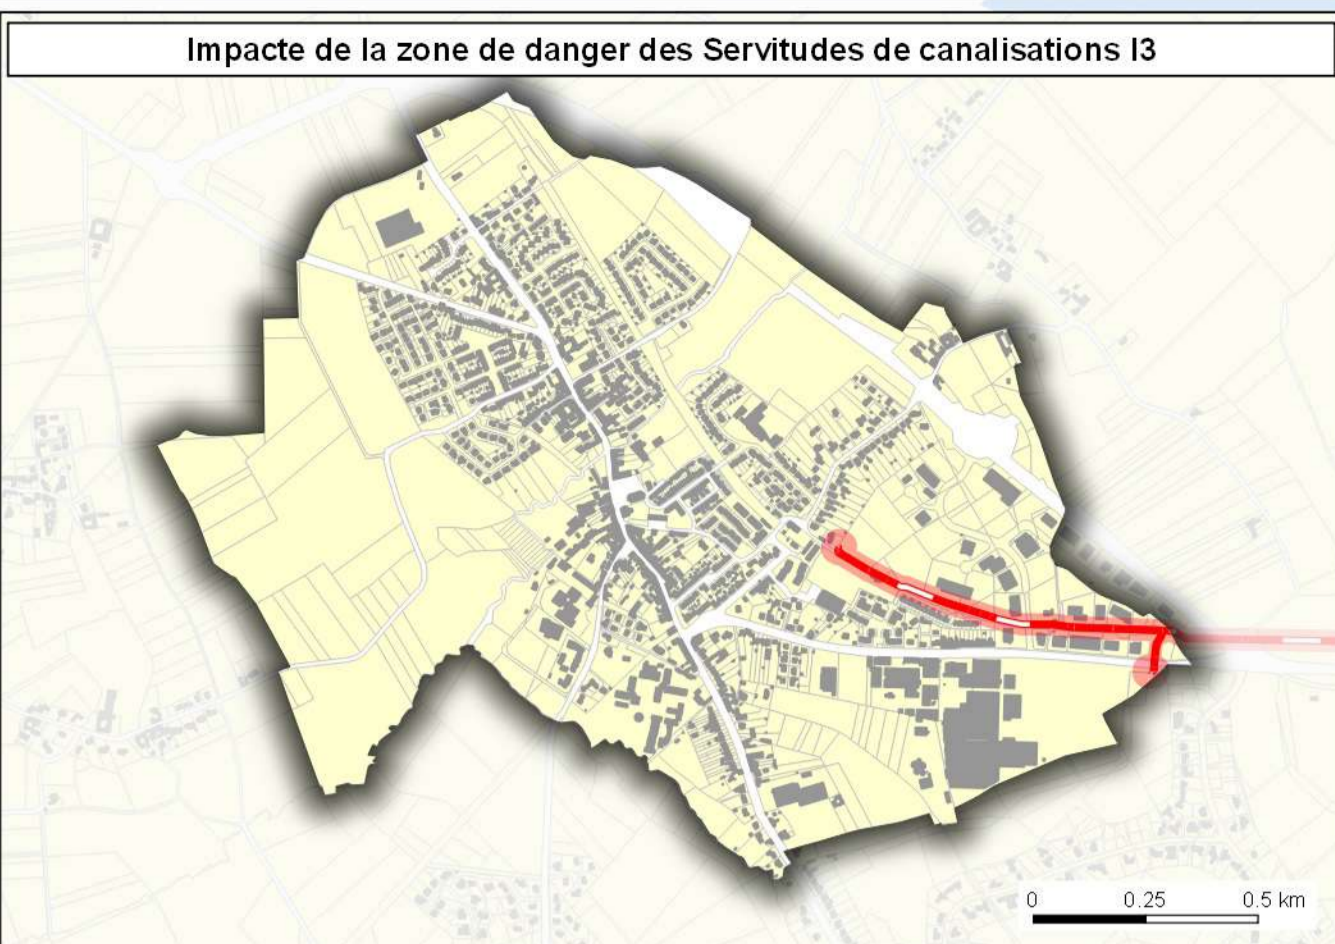 Impacte de la zone de danger des Servitudes de canalisations I3
0 0.25 0.5 km